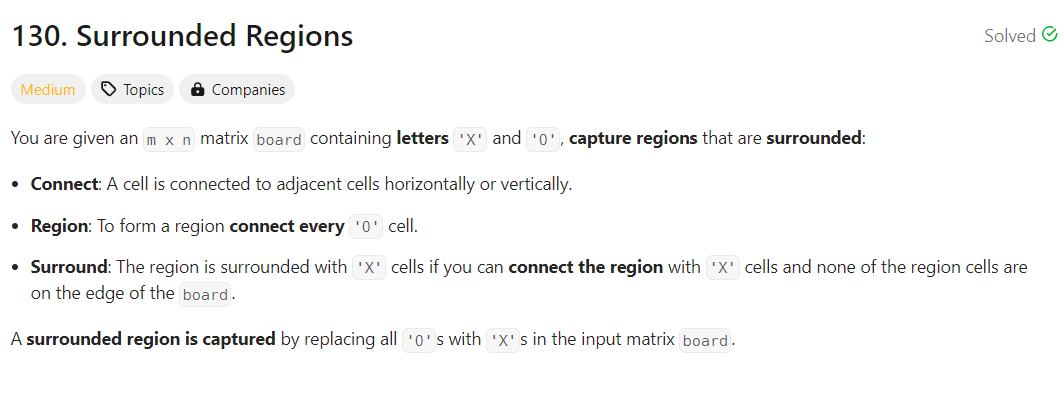 130. Surrounded Regions
Solved
Medium
Topics
Companies
You are given an m x n matrix board containing letters 'X' and 'O', capture regions that are surrounded:
• Connect: A cell is connected to adjacent cells horizontally or vertically.
• Region: To form a region connect every 'O' cell.
• Surround: The region is surrounded with 'X' cells if you can connect the region with 'X' cells and none of the region cells are
on the edge of the board.
A surrounded region is captured by replacing all 'O's with 'X's in the input matrix board.